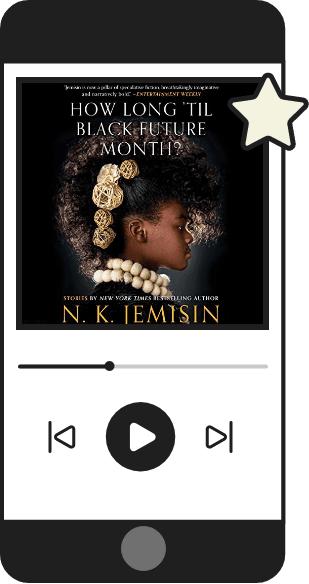 "Jemisin is now a pillar of speculative fiction, breathtakingly imaginative
and narratively bold." —ENTERTAINMENT WEEKLY
HOW LONG 'TIL
BLACK FUTURE
MONTH?
STORIES BY NEW YORK TIMES BESTSELLING AUTHOR
N. K. JEMISIN